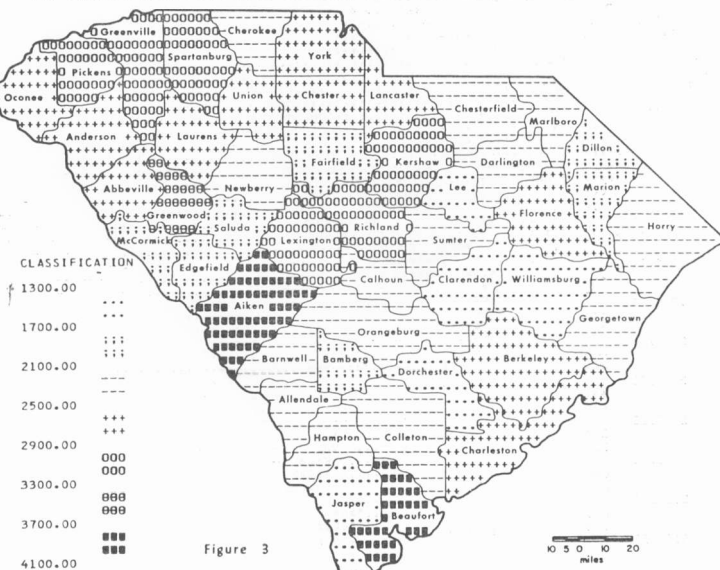 Greenville
Cherokee
Spartanburg
York
Pickens
Oconee
Union
Chester
Lancaster
Chesterfield
Marlboro
Anderson
Laurens
Dillon
Fairfield
Kershaw
Darlington
Marion
Abbeville
Newberry
Lee
Greenwood
Florence
Saluda
Richland
Horry
McCormick
Lexington
Sumter
Edgefield
CLASSIFICATION
1300.00
Calhoun
Clarendon
Williamsburg
Aiken
Georgetown
1700.00
Orangeburg
Barnwell
Bamberg
Berkeley
2100.00
Dorchester
Allendale
2500.00
Hampton
Colleton
2900.00
Charleston
3300.00
Jasper
Beaufort
3700.00
Figure 3
4100.00
10 5 0 10 20
miles